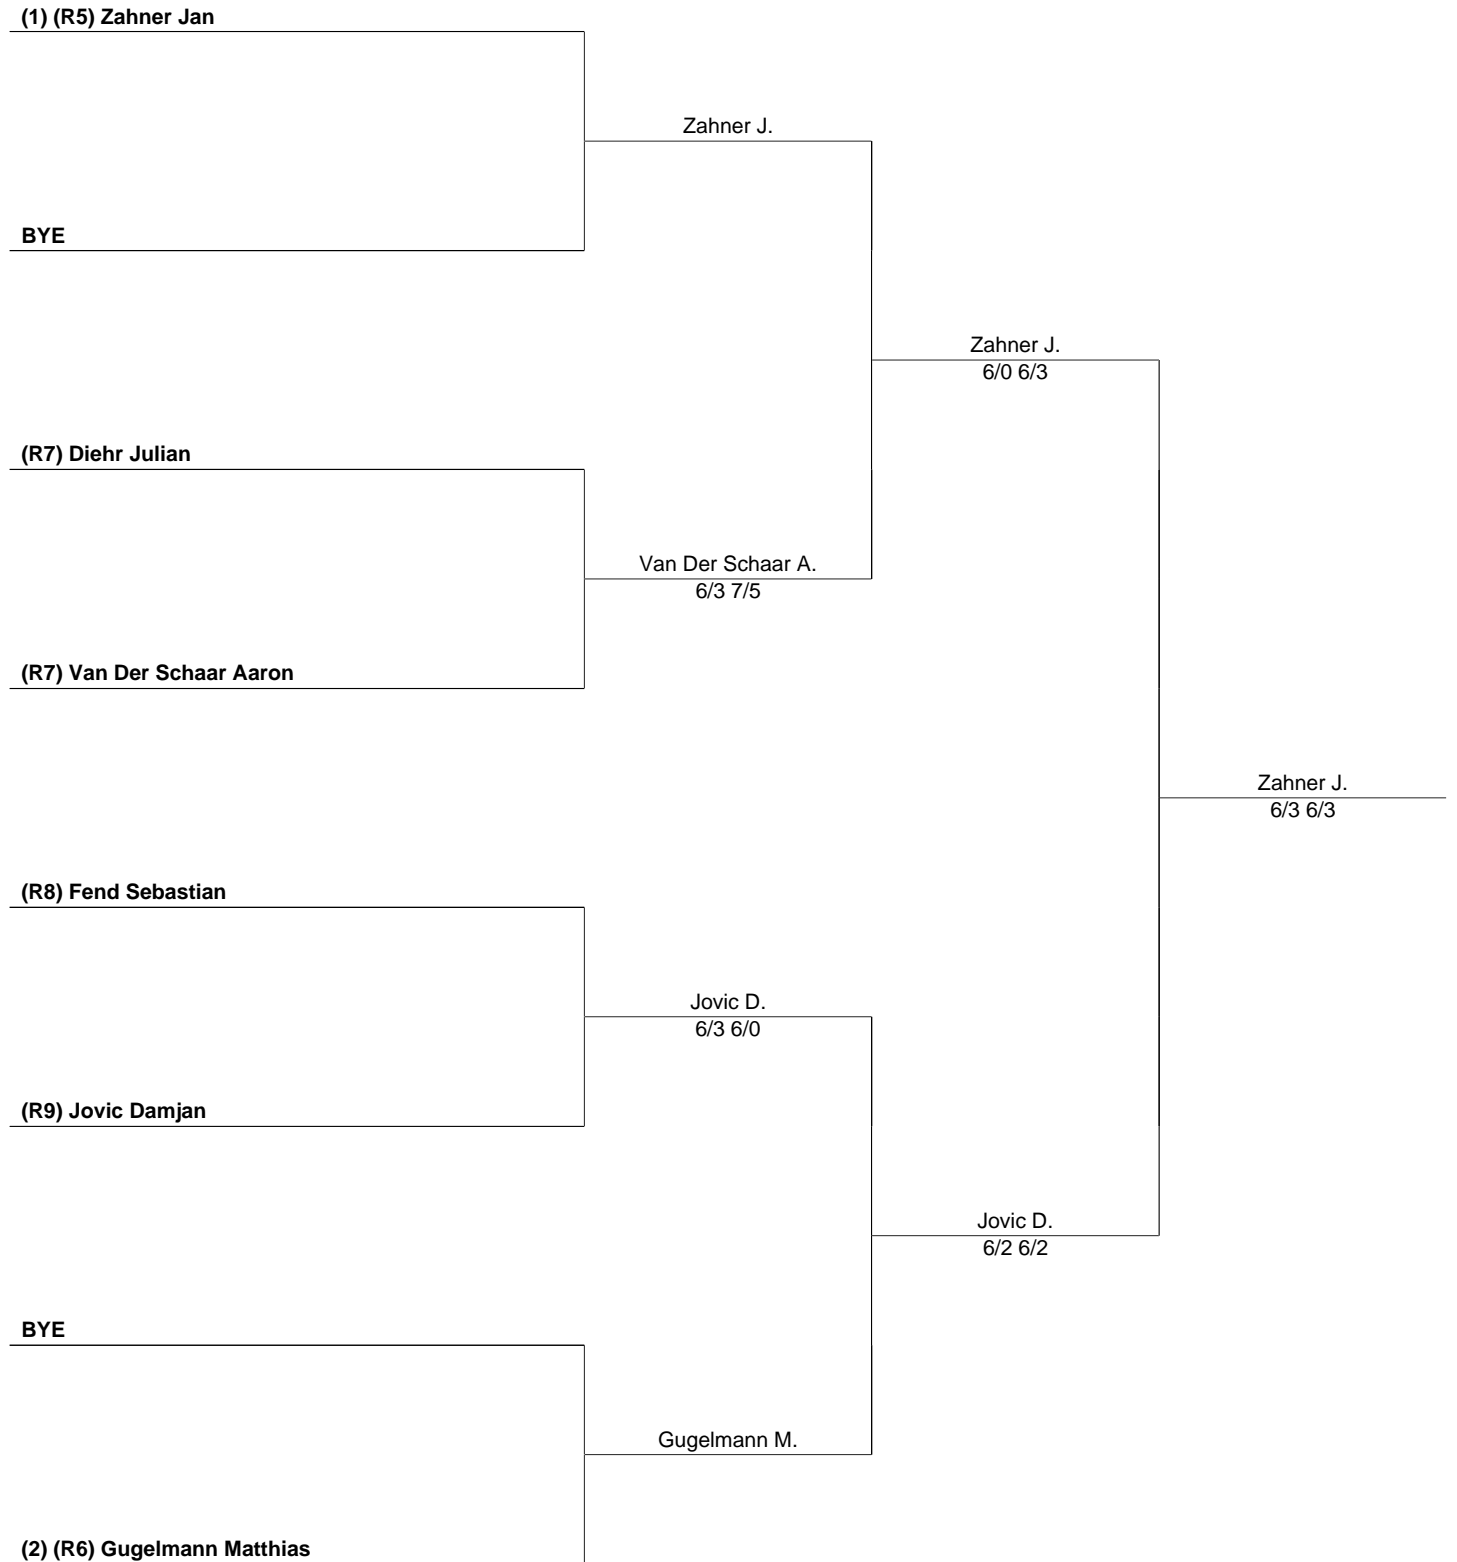 (1) (R5) Zahner Jan
Zahner J.
BYE
Zahner J.
6/0 6/3
(R7) Diehr Julian
Van Der Schaar A.
6/3 7/5
(R7) Van Der Schaar Aaron
Zahner J.
6/3 6/3
(R8) Fend Sebastian
Jovic D.
6/3 6/0
(R9) Jovic Damjan
Jovic D.
6/2 6/2
BYE
Gugelmann M.
(2) (R6) Gugelmann Matthias